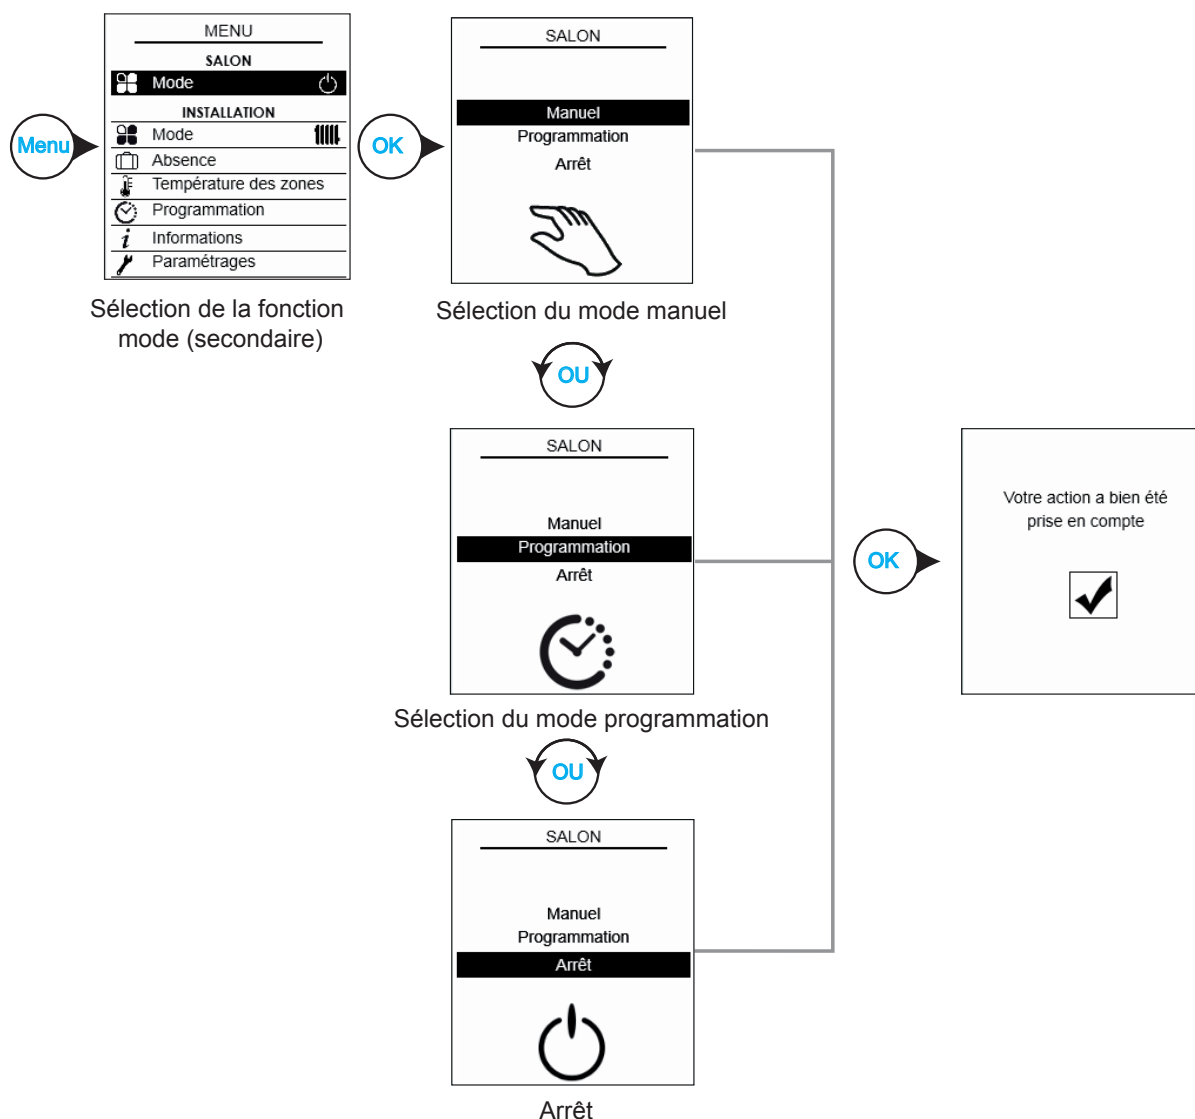 Menu
MENU
SALON
Mode
INSTALLATION
Mode
Absence
Température des zones
Programmation
Informations
Paramétrages
Sélection de la fonction
mode (secondaire)
OK
SALON
Manuel
Programmation
Arrêt
Sélection du mode manuel
OU
SALON
Manuel
Programmation
Arrêt
Sélection du mode programmation
OU
SALON
Manuel
Programmation
Arrêt
Arrêt
OK
Votre action a bien été
prise en compte